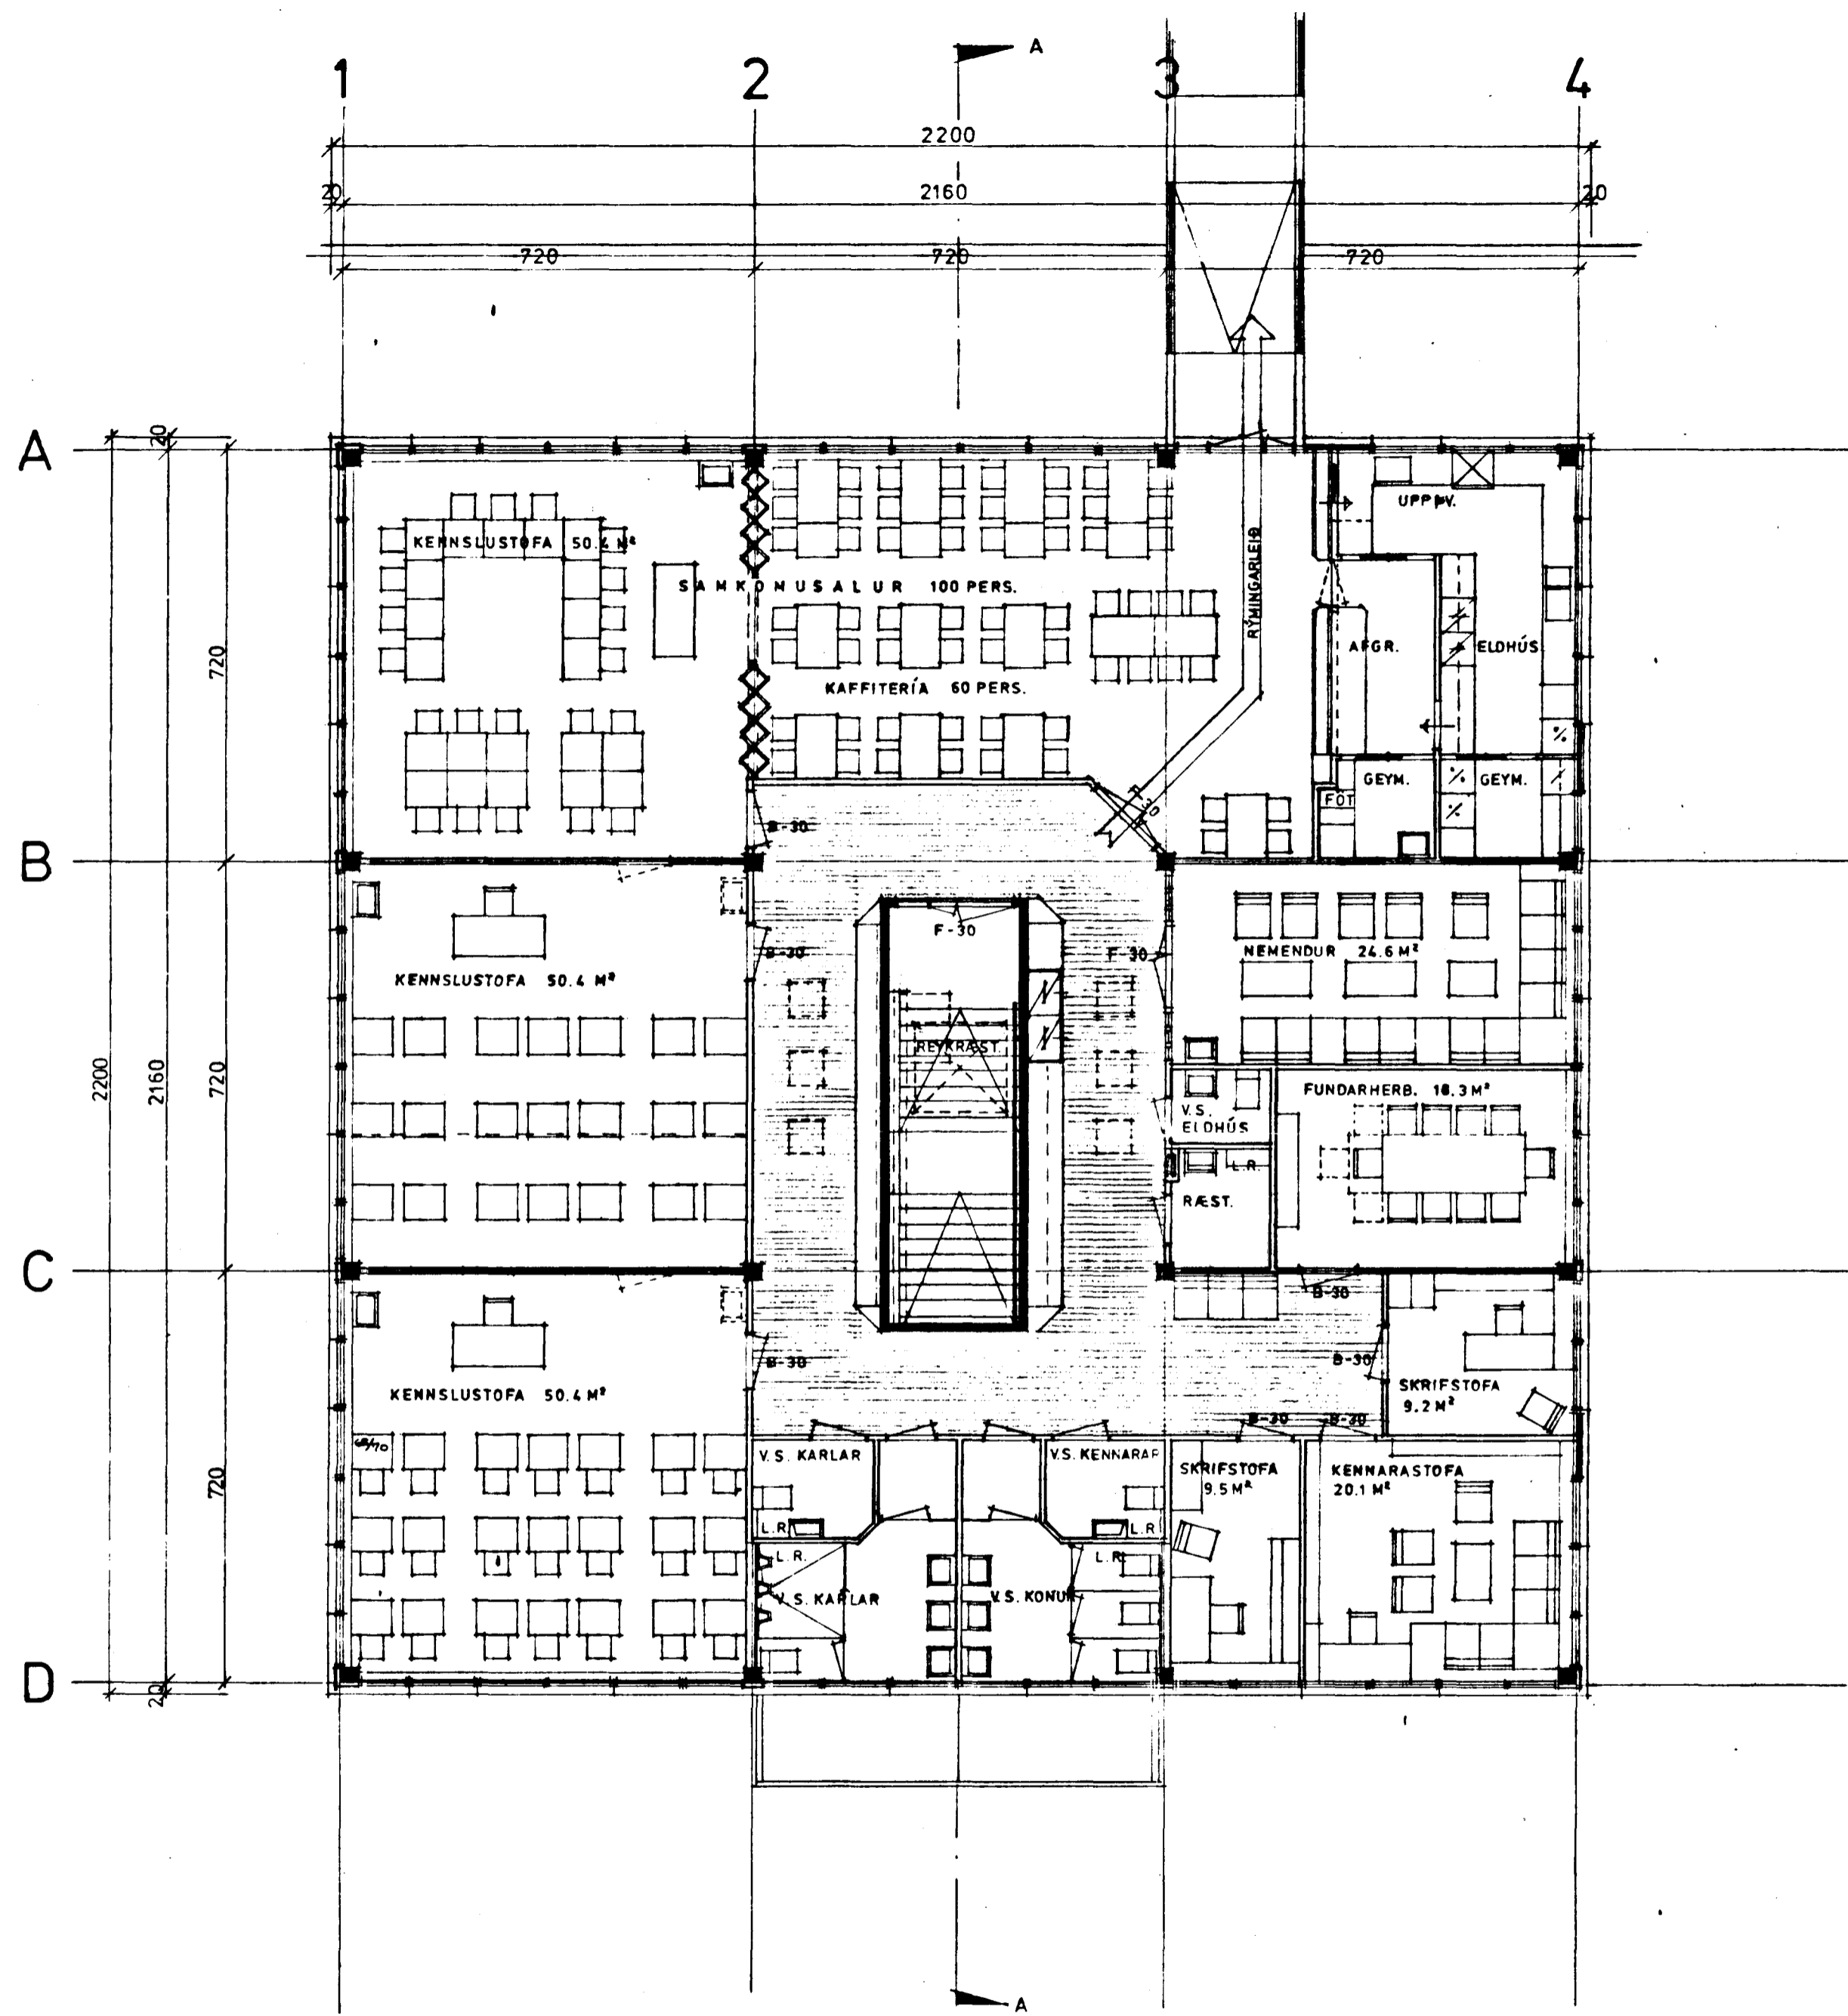 A
1
2
3
4
2200
20
2160
20
720
720
720
A
20
UPPÞV.
KENNSLUSTOFA 50.4 M²
SAMKOMUSALUR 100 PERS.
RÝMINGARLEIÐ
AFGR.
ELDHÚS
720
KAFFITERÍA 60 PERS.
GEYM.
GEYM.
FÖT
F-30
B-30
B
NEMENDUR 24.6 M²
F-30
F-30
B-30
KENNSLUSTOFA 50.4 M²
REYKRÆST.
2200
2160
720
FUNDARHERB. 18.3 M²
V.S.
ELDHÚS
L.R.
RÆST.
C
B-30
B-30
B-30
SKRIFSTOFA
9.2 M²
KENNSLUSTOFA 50.4 M²
B-30
B-30
V.S. KARLAR
V.S. KENNARAR
SKRIFSTOFA
9.5 M²
KENNARASTOFA
20.1 M²
720
L.R.
L.R.
L.R.
L.R.
V.S. KARLAR
V.S. KONUR
D
20
A